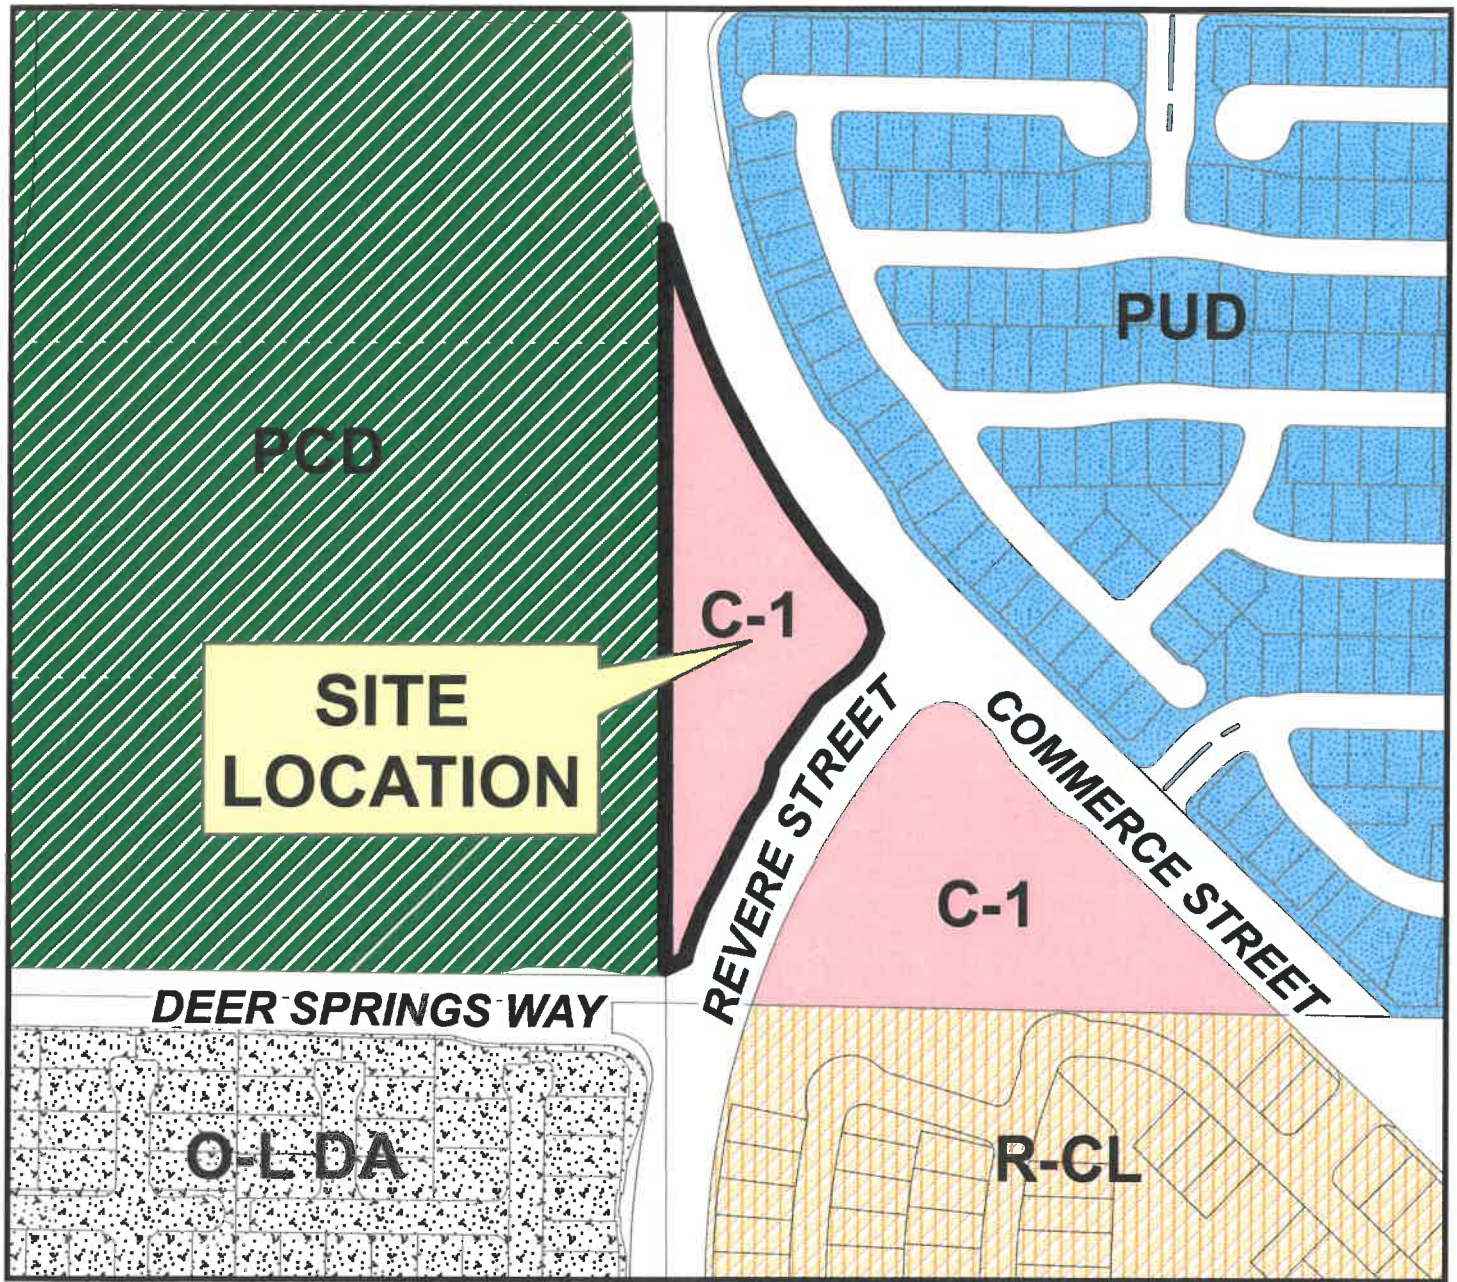 PUD
PCD
C-1
SITE
LOCATION
REVERE STREET
COMMERCE STREET
C-1
DEER SPRINGS WAY
O-L DA
R-CL